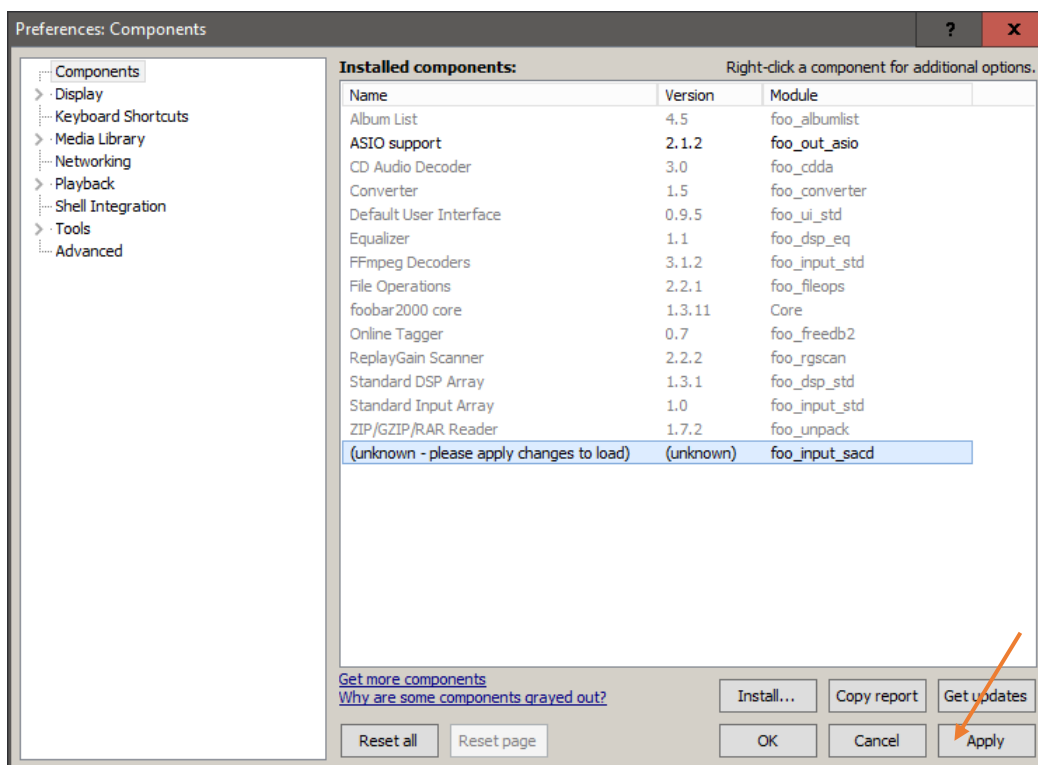 Preferences: Components
?
x
Components
Display
Keyboard Shortcuts
Media Library
Networking
Playback
Shell Integration
Tools
Advanced
Installed components: Right-click a component for additional options.
Name Version Module
Album List 4.5 foo_albumlist
ASIO support 2.1.2 foo_out_asio
CD Audio Decoder 3.0 foo_cdda
Converter 1.5 foo_converter
Default User Interface 0.9.5 foo_ui_std
Equalizer 1.1 foo_dsp_eq
FFmpeg Decoders 3.1.2 foo_input_std
File Operations 2.2.1 foo_fileops
foobar2000 core 1.3.11 Core
Online Tagger 0.7 foo_freedb2
ReplayGain Scanner 2.2.2 foo_rgscan
Standard DSP Array 1.3.1 foo_dsp_std
Standard Input Array 1.0 foo_input_std
ZIP/GZIP/RAR Reader 1.7.2 foo_unpack
(unknown - please apply changes to load) (unknown) foo_input_sacd
Get more components
Why are some components grayed out?
Install... Copy report Get updates
Reset all Reset page OK Cancel Apply